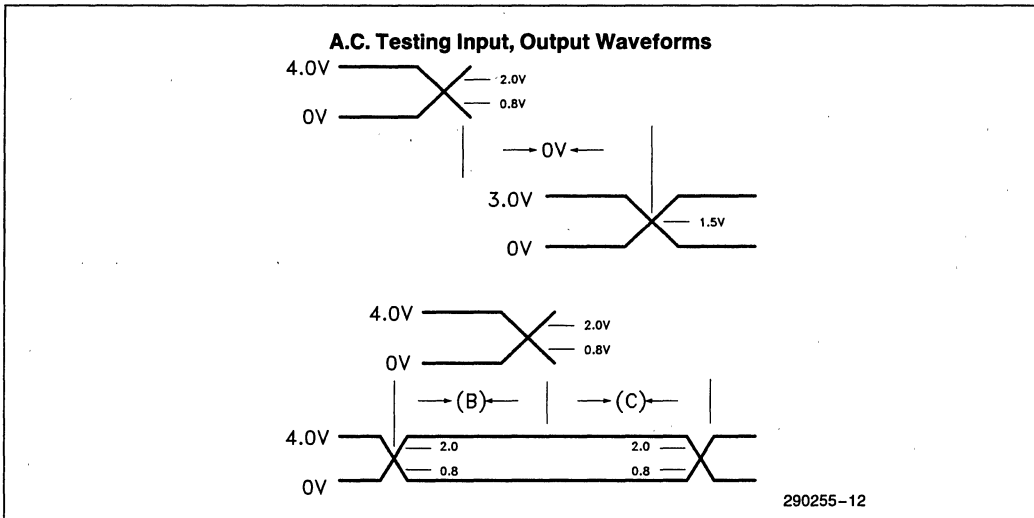 A.C. Testing Input, Output Waveforms
4.0V
2.0V
0.8V
0V
0V
3.0V
1.5V
0V
4.0V
2.0V
0.8V
0V
(B) (C)
4.0V
2.0 2.0
0.8 0.8
0V
290255-12